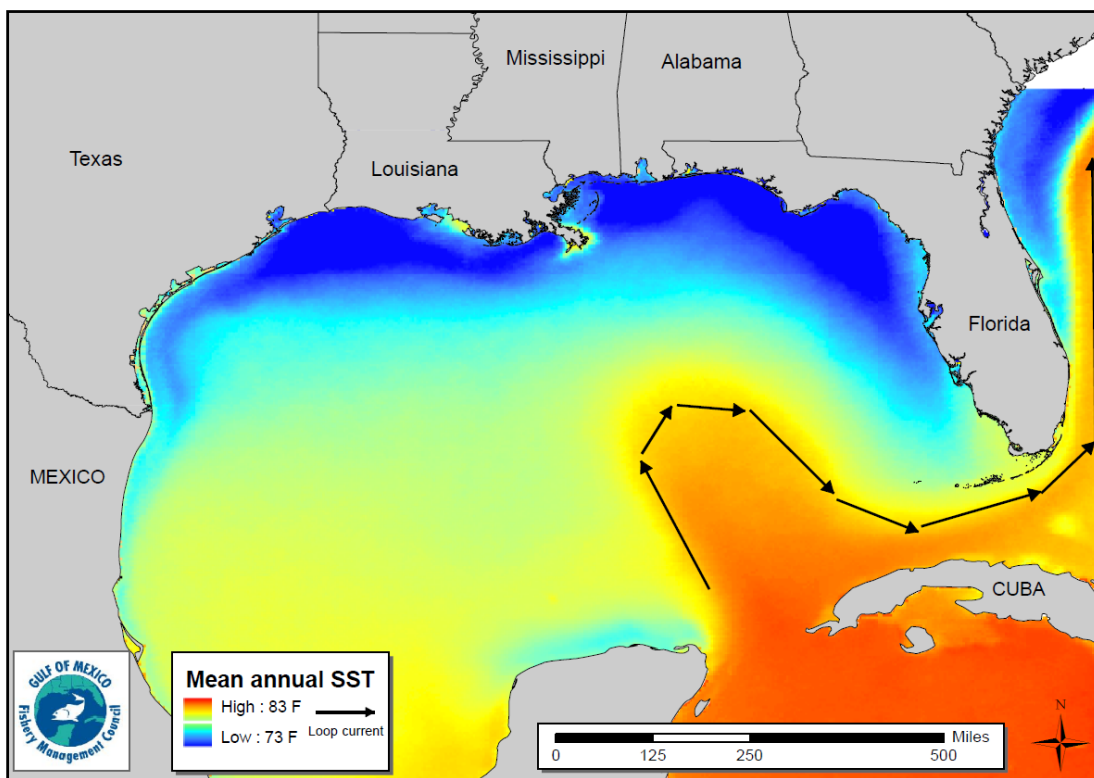 Mississippi
Alabama
Texas
Louisiana
Florida
MEXICO
CUBA
GULF OF MEXICO
Fishery Management Council
Mean annual SST
High : 83 F
Low : 73 F
Loop current
N
Miles
0 125 250 500